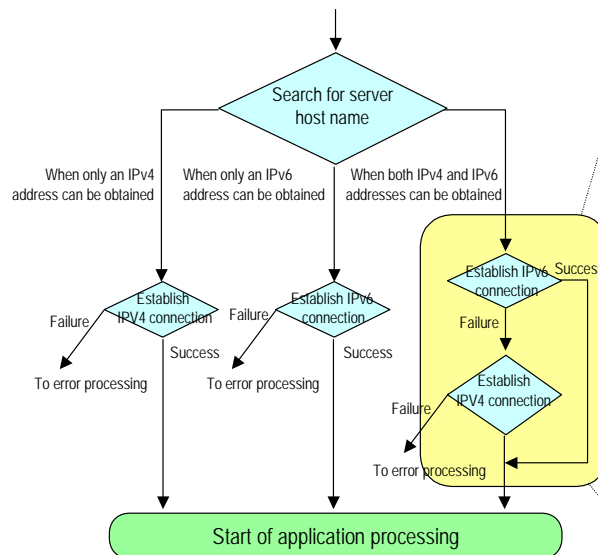 Search for server
host name
When only an IPv4
address can be obtained
When only an IPv6
address can be obtained
When both IPv4 and IPv6
addresses can be obtained
Establish
IPV4 connection
Failure
Success
To error processing
Establish IPv6
connection
Failure
Success
To error processing
Establish IPv6
connection
Success
Failure
Establish
IPV4 connection
Failure
To error processing
Start of application processing